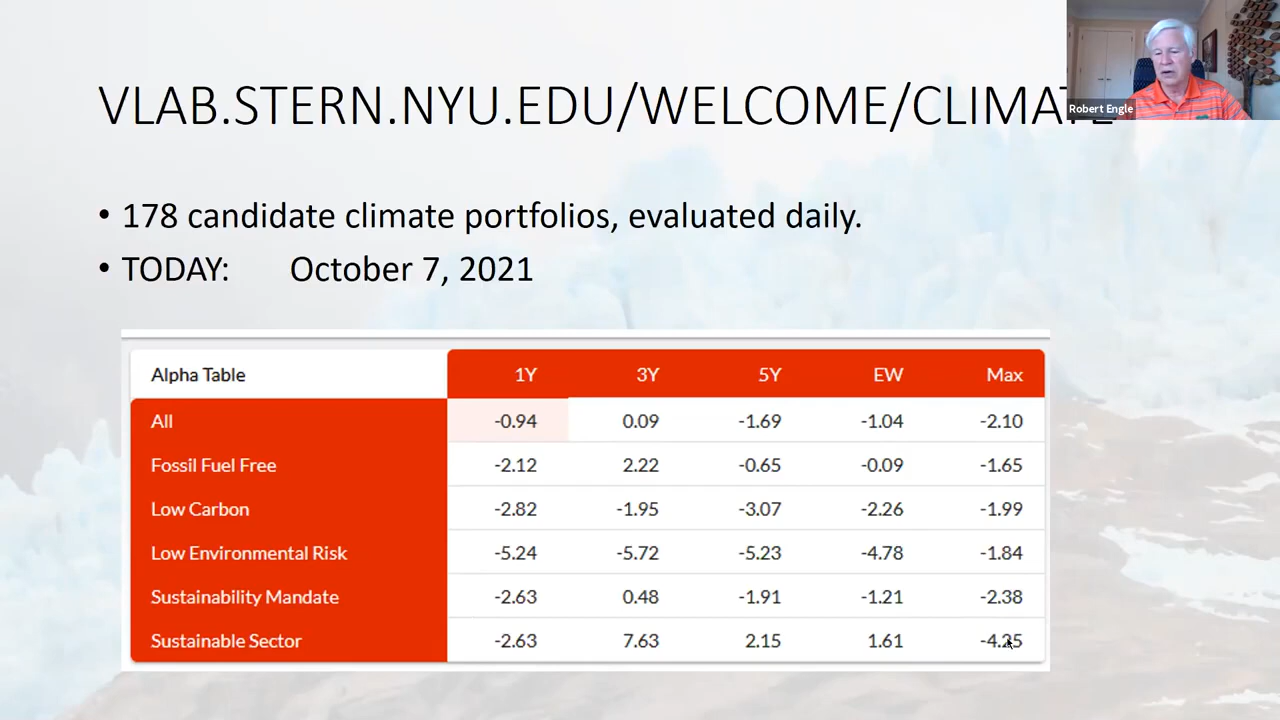 VLAB.STERN.NYU.EDU/WELCOME/CLIMATE
Robert Engle
• 178 candidate climate portfolios, evaluated daily.
• TODAY: October 7, 2021
Alpha Table 1Y 3Y 5Y EW Max
All -0.94 0.09 -1.69 -1.04 -2.10
Fossil Fuel Free -2.12 2.22 -0.65 -0.09 -1.65
Low Carbon -2.82 -1.95 -3.07 -2.26 -1.99
Low Environmental Risk -5.24 -5.72 -5.23 -4.78 -1.84
Sustainability Mandate -2.63 0.48 -1.91 -1.21 -2.38
Sustainable Sector -2.63 7.63 2.15 1.61 -4.25